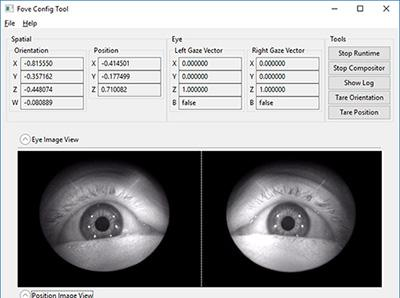 Fove Config Tool
File Help
Spatial Eye Tools
Orientation Position Left Gaze Vector Right Gaze Vector
X -0.815550 X -0.414501 X 0.000000 X 0.000000 Stop Runtime
Y -0.357162 Y -0.177499 Y 0.000000 Y 0.000000 Stop Compositor
Z -0.448074 Z 0.710082 Z 1.000000 Z 1.000000 Show Log
W -0.080889 B false B false Tare Orientation
Tare Position
Eye Image View
Position Image View